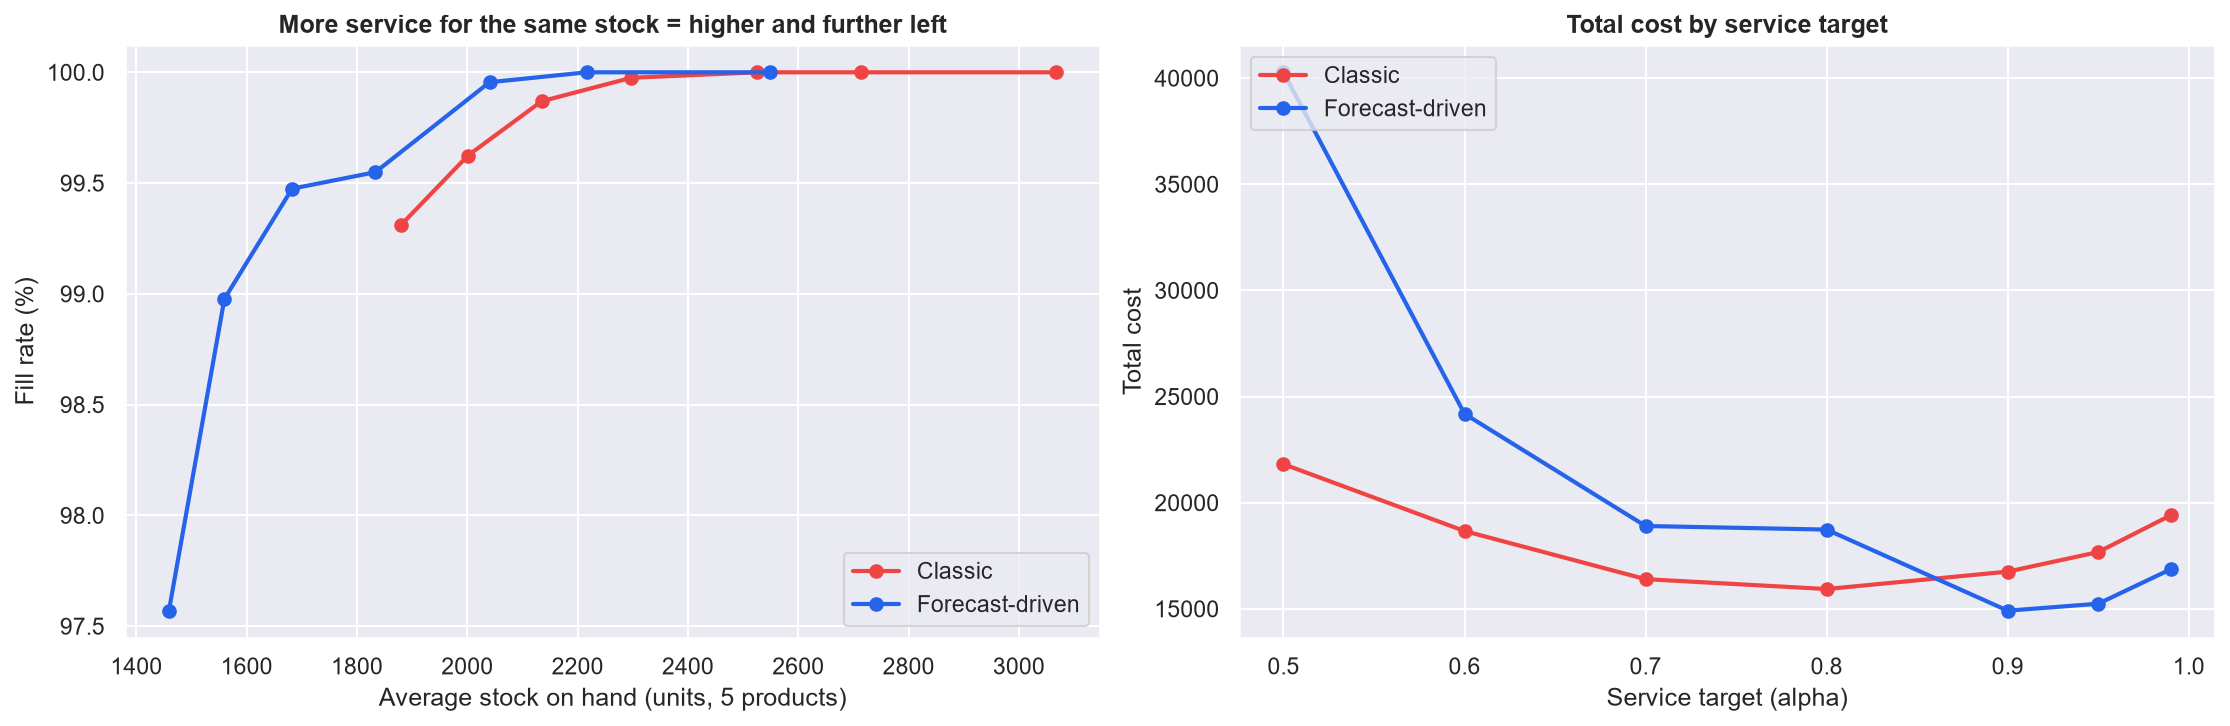 More service for the same stock = higher and further left
100.0
99.5
99.0
98.5
98.0
97.5
Fill rate (%)
1400 1600 1800 2000 2200 2400 2600 2800 3000
Average stock on hand (units, 5 products)
Classic
Forecast-driven
Total cost by service target
Classic
Forecast-driven
40000
35000
30000
25000
20000
15000
Total cost
0.5 0.6 0.7 0.8 0.9 1.0
Service target (alpha)